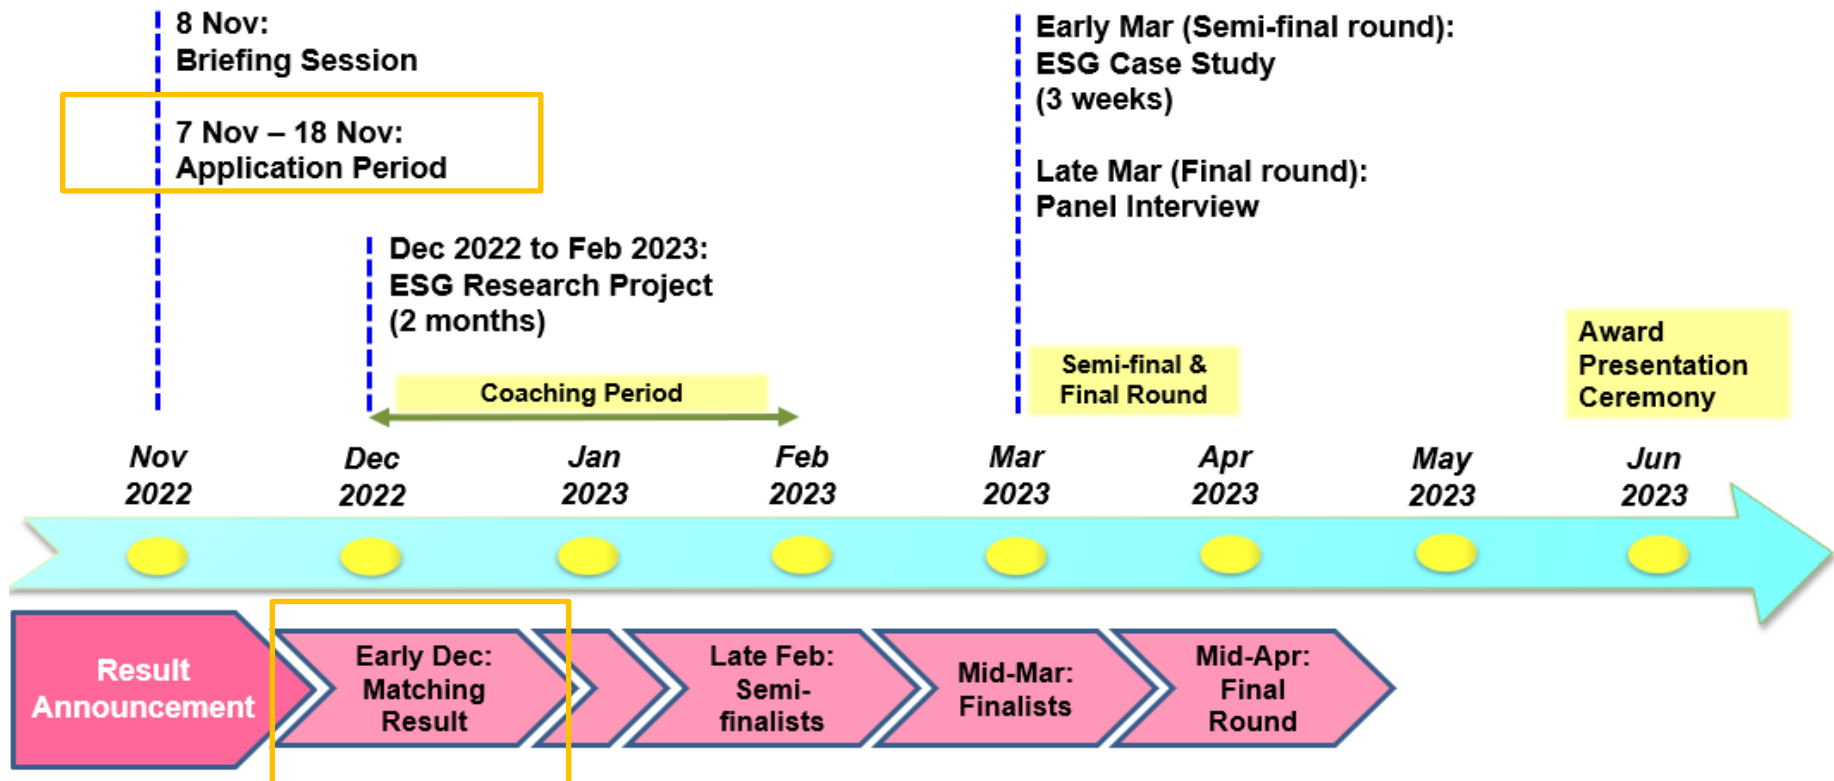 8 Nov:
Briefing Session
7 Nov – 18 Nov:
Application Period
Dec 2022 to Feb 2023:
ESG Research Project
(2 months)
Coaching Period
Early Mar (Semi-final round):
ESG Case Study
(3 weeks)
Late Mar (Final round):
Panel Interview
Semi-final &
Final Round
Award
Presentation
Ceremony
Nov
2022
Dec
2022
Jan
2023
Feb
2023
Mar
2023
Apr
2023
May
2023
Jun
2023
Result
Announcement
Early Dec:
Matching
Result
Late Feb:
Semi-
finalists
Mid-Mar:
Finalists
Mid-Apr:
Final
Round